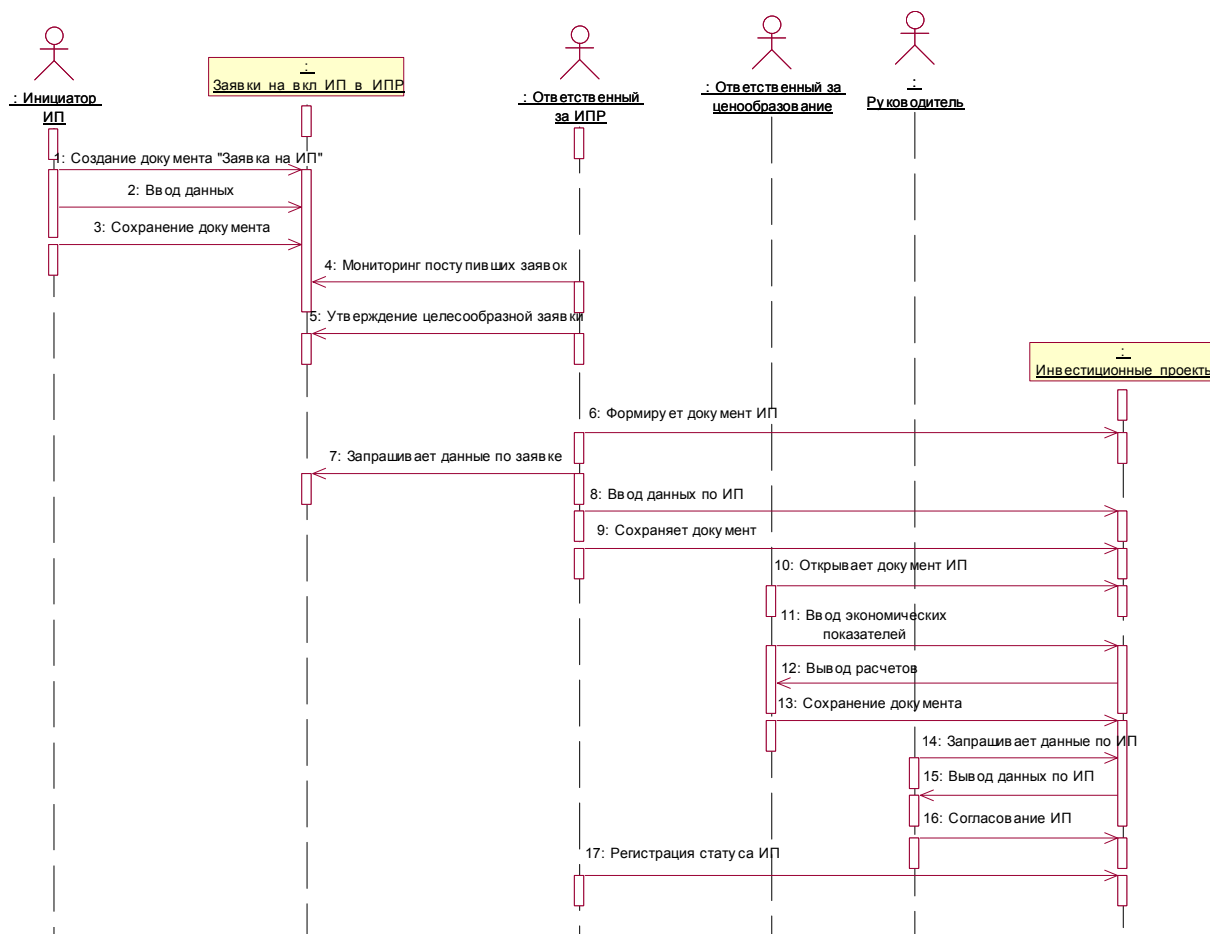 :
Заявки на вкл ИП в ИПР
: Инициатор
ИП
: Ответственный
за ИПР
: Ответственный за
ценообразование
:
Руководитель
1: Создание документа "Заявка на ИП"
2: Ввод данных
3: Сохранение документа
4: Мониторинг поступивших заявок
5: Утверждение целесообразной заявки
:
Инвестиционные проекты
6: Формирует документ ИП
7: Запрашивает данные по заявке
8: Ввод данных по ИП
9: Сохраняет документ
10: Открывает документ ИП
11: Ввод экономических
показателей
12: Вывод расчетов
13: Сохранение документа
14: Запрашивает данные по ИП
15: Вывод данных по ИП
16: Согласование ИП
17: Регистрация статуса ИП